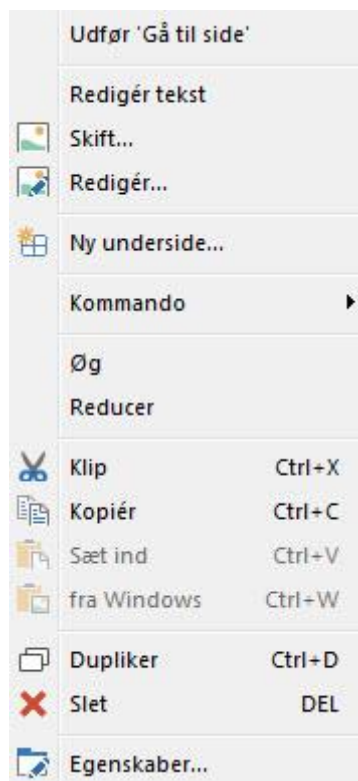 Udfør 'Gå til side'
Redigér tekst
Skift...
Redigér...
Ny underside...
Kommando
Øg
Reducer
Klip Ctrl+X
Kopiér Ctrl+C
Sæt ind Ctrl+V
fra Windows Ctrl+W
Dupliker Ctrl+D
Slet DEL
Egenskaber...